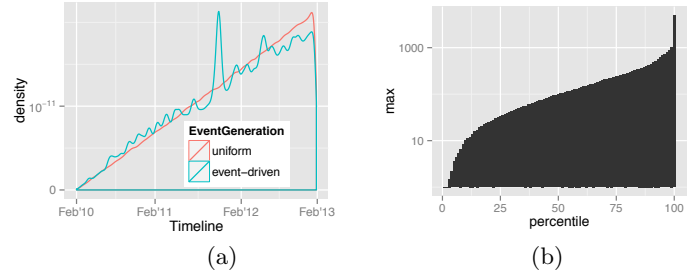 density
10⁻¹¹
0
EventGeneration
uniform
event-driven
Feb'10
Feb'11
Feb'12
Feb'13
Timeline
(a)
max
1000
10
0
25
50
75
100
percentile
(b)